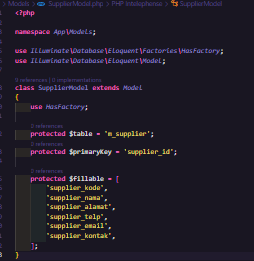 Models > SupplierModel.php > PHP Intelephense > SupplierModel
<?php
namespace App\Models;
use Illuminate\Database\Eloquent\Factories\HasFactory;
use Illuminate\Database\Eloquent\Model;
9 references | 0 implementations
class SupplierModel extends Model
{
use HasFactory;
0 references
protected $table = 'm_supplier';
0 references
protected $primaryKey = 'supplier_id';
0 references
protected $fillable = [
'supplier_kode',
'supplier_nama',
'supplier_alamat',
'supplier_telp',
'supplier_email',
'supplier_kontak',
];
}